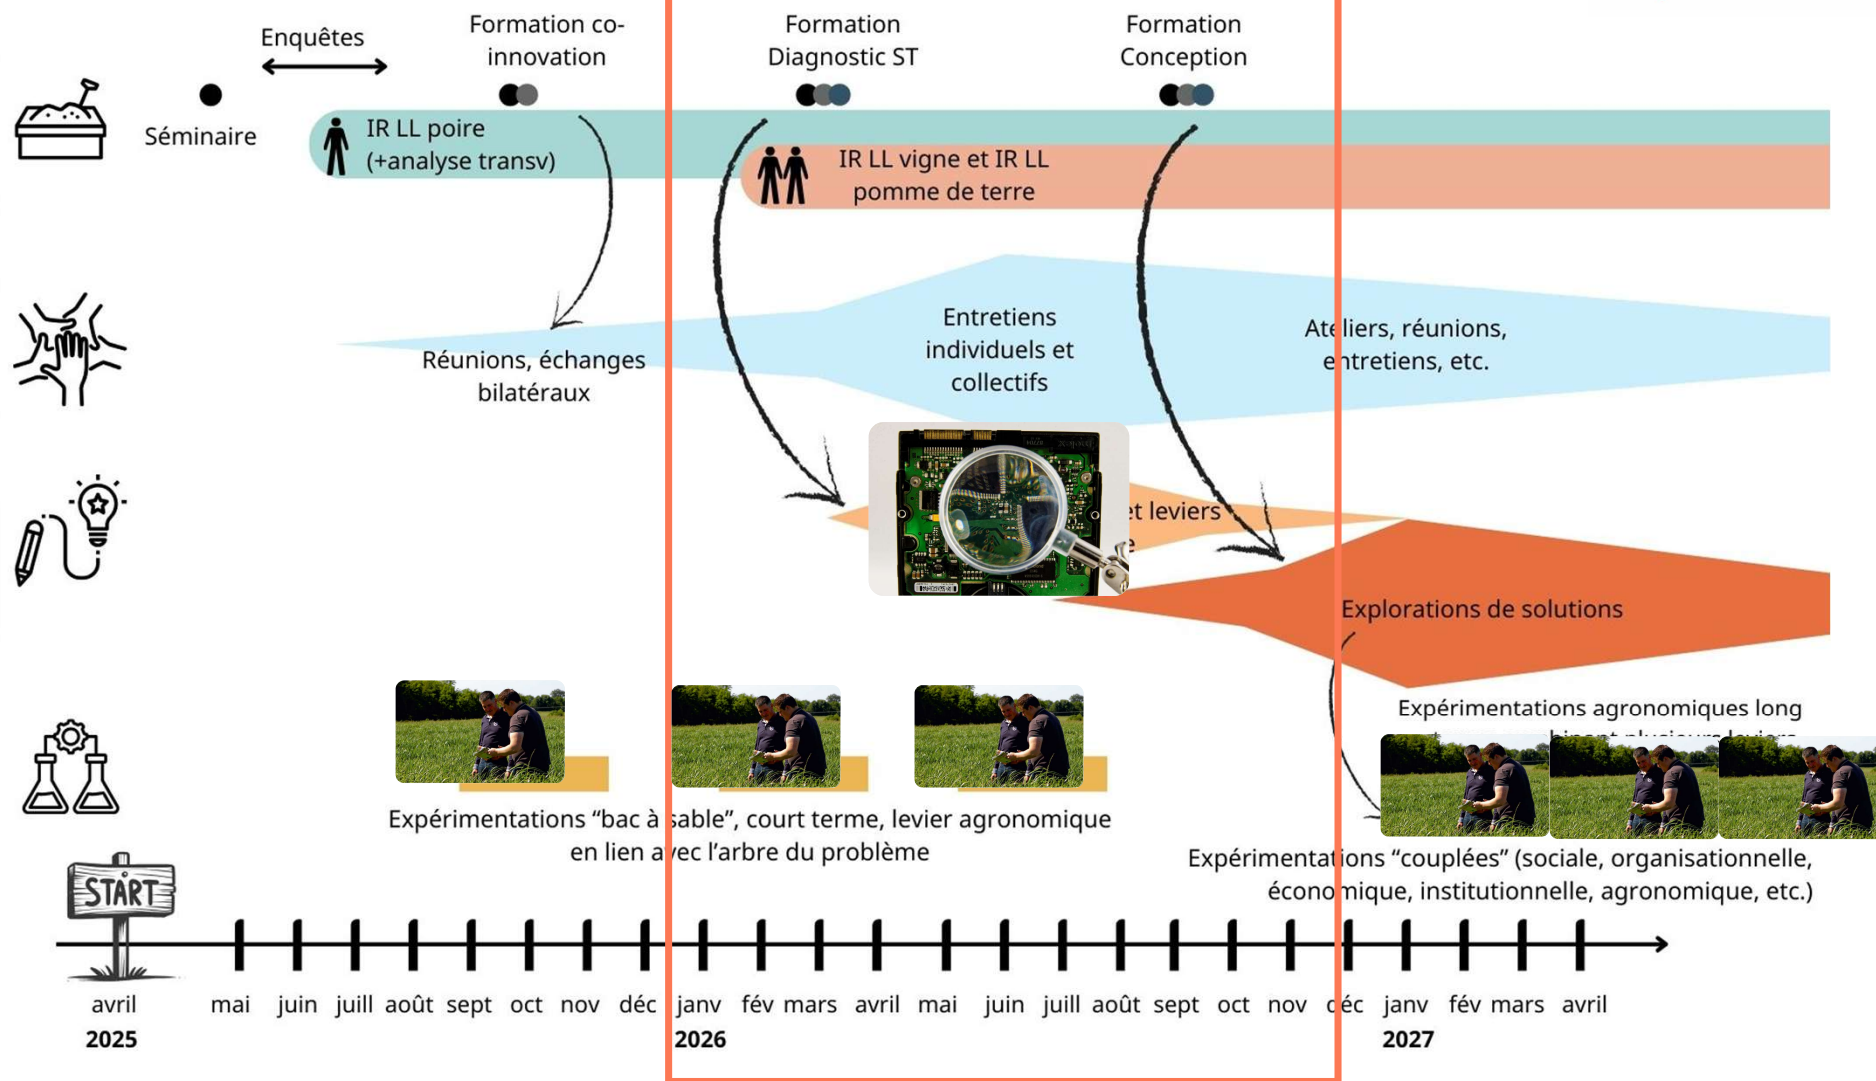 Enquêtes
Formation co-
innovation
Formation
Diagnostic ST
Formation
Conception
Séminaire
IR LL poire
(+analyse transv)
IR LL vigne et IR LL
pomme de terre
Réunions, échanges
bilatéraux
Entretiens
individuels et
collectifs
Ateliers, réunions,
entretiens, etc.
et leviers
Explorations de solutions
Expérimentations “bac à sable”, court terme, levier agronomique
en lien avec l’arbre du problème
Expérimentations agronomiques long
plusieurs leviers
Expérimentations “couplées” (sociale, organisationnelle,
économique, institutionnelle, agronomique, etc.)
START
avril mai juin juill août sept oct nov déc janv fév mars avril mai juin juill août sept oct nov déc janv fév mars avril
2025 2026 2027